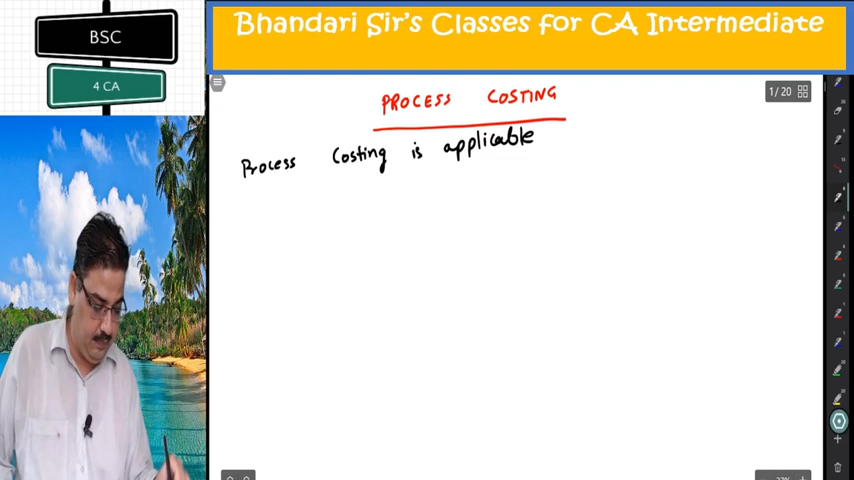 BSC
4 CA
Bhandari Sir's Classes for CA Intermediate
1/20
PROCESS COSTING
Process Costing is applicable